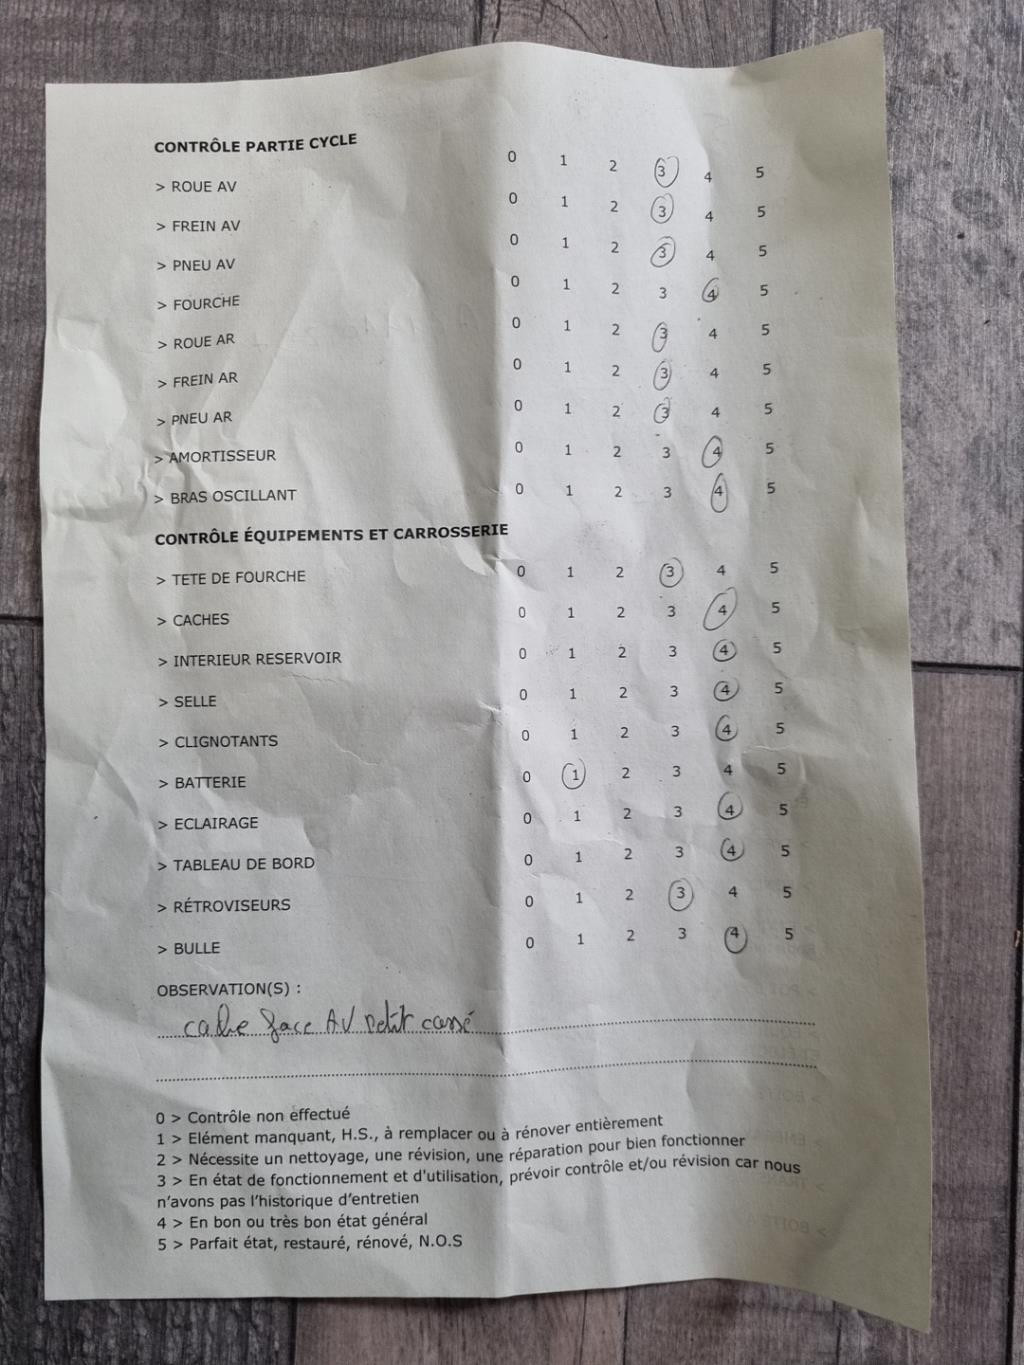 CONTRÔLE PARTIE CYCLE
> ROUE AV 0 1 2 3 4 5
> FREIN AV 0 1 2 3 4 5
> PNEU AV 0 1 2 3 4 5
> FOURCHE 0 1 2 3 4 5
> ROUE AR 0 1 2 3 4 5
> FREIN AR 0 1 2 3 4 5
> PNEU AR 0 1 2 3 4 5
> AMORTISSEUR 0 1 2 3 4 5
> BRAS OSCILLANT 0 1 2 3 4 5
CONTRÔLE ÉQUIPEMENTS ET CARROSSERIE
> TETE DE FOURCHE 0 1 2 3 4 5
> CACHES 0 1 2 3 4 5
> INTERIEUR RESERVOIR 0 1 2 3 4 5
> SELLE 0 1 2 3 4 5
> CLIGNOTANTS 0 1 2 3 4 5
> BATTERIE 0 1 2 3 4 5
> ECLAIRAGE 0 1 2 3 4 5
> TABLEAU DE BORD 0 1 2 3 4 5
> RÉTROVISEURS 0 1 2 3 4 5
> BULLE 0 1 2 3 4 5
OBSERVATION(S) :
face AV petit cassé
0 > Contrôle non effectué
1 > Elément manquant, H.S., à remplacer ou à rénover entièrement
2 > Nécessite un nettoyage, une révision, une réparation pour bien fonctionner
3 > En état de fonctionnement et d'utilisation, prévoir contrôle et/ou révision car nous
n'avons pas l'historique d'entretien
4 > En bon ou très bon état général
5 > Parfait état, restauré, rénové, N.O.S